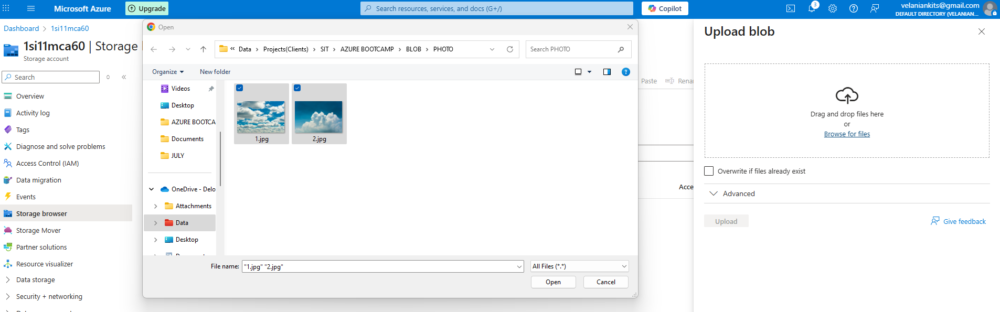 Microsoft Azure
Upgrade
Search resources, services, and docs (G+/)
Copilot
3
velaniankits@gmail.com
DEFAULT DIRECTORY (VELANIAN...
Dashboard > 1si11mca60
1si11mca60 | Storage
Storage account
Search
Overview
Activity log
Tags
Diagnose and solve problems
Access Control (IAM)
Data migration
Events
Storage browser
Storage Mover
Partner solutions
Resource visualizer
Data storage
Security + networking
Open
« Data > Projects(Clients) > SIT > AZURE BOOTCAMP > BLOB > PHOTO
Search PHOTO
Organize
New folder
Videos
Desktop
AZURE BOOTCA
Documents
JULY
OneDrive - Delo
Attachments
Data
Desktop
1.jpg
2.jpg
File name:
"1.jpg" "2.jpg"
All Files (*.*)
Open
Cancel
Paste
Renar
Acce
Upload blob
Drag and drop files here
or
Browse for files
Overwrite if files already exist
Advanced
Upload
Give feedback